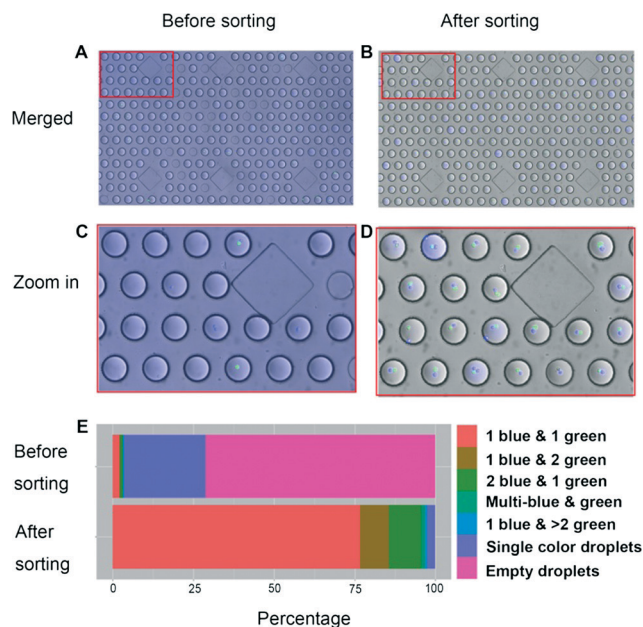 Before sorting
After sorting
A
B
Merged
C
D
Zoom in
E
Before
sorting
After
sorting
1 blue & 1 green
1 blue & 2 green
2 blue & 1 green
Multi-blue & green
1 blue & >2 green
Single color droplets
Empty droplets
0
25
50
75
100
Percentage